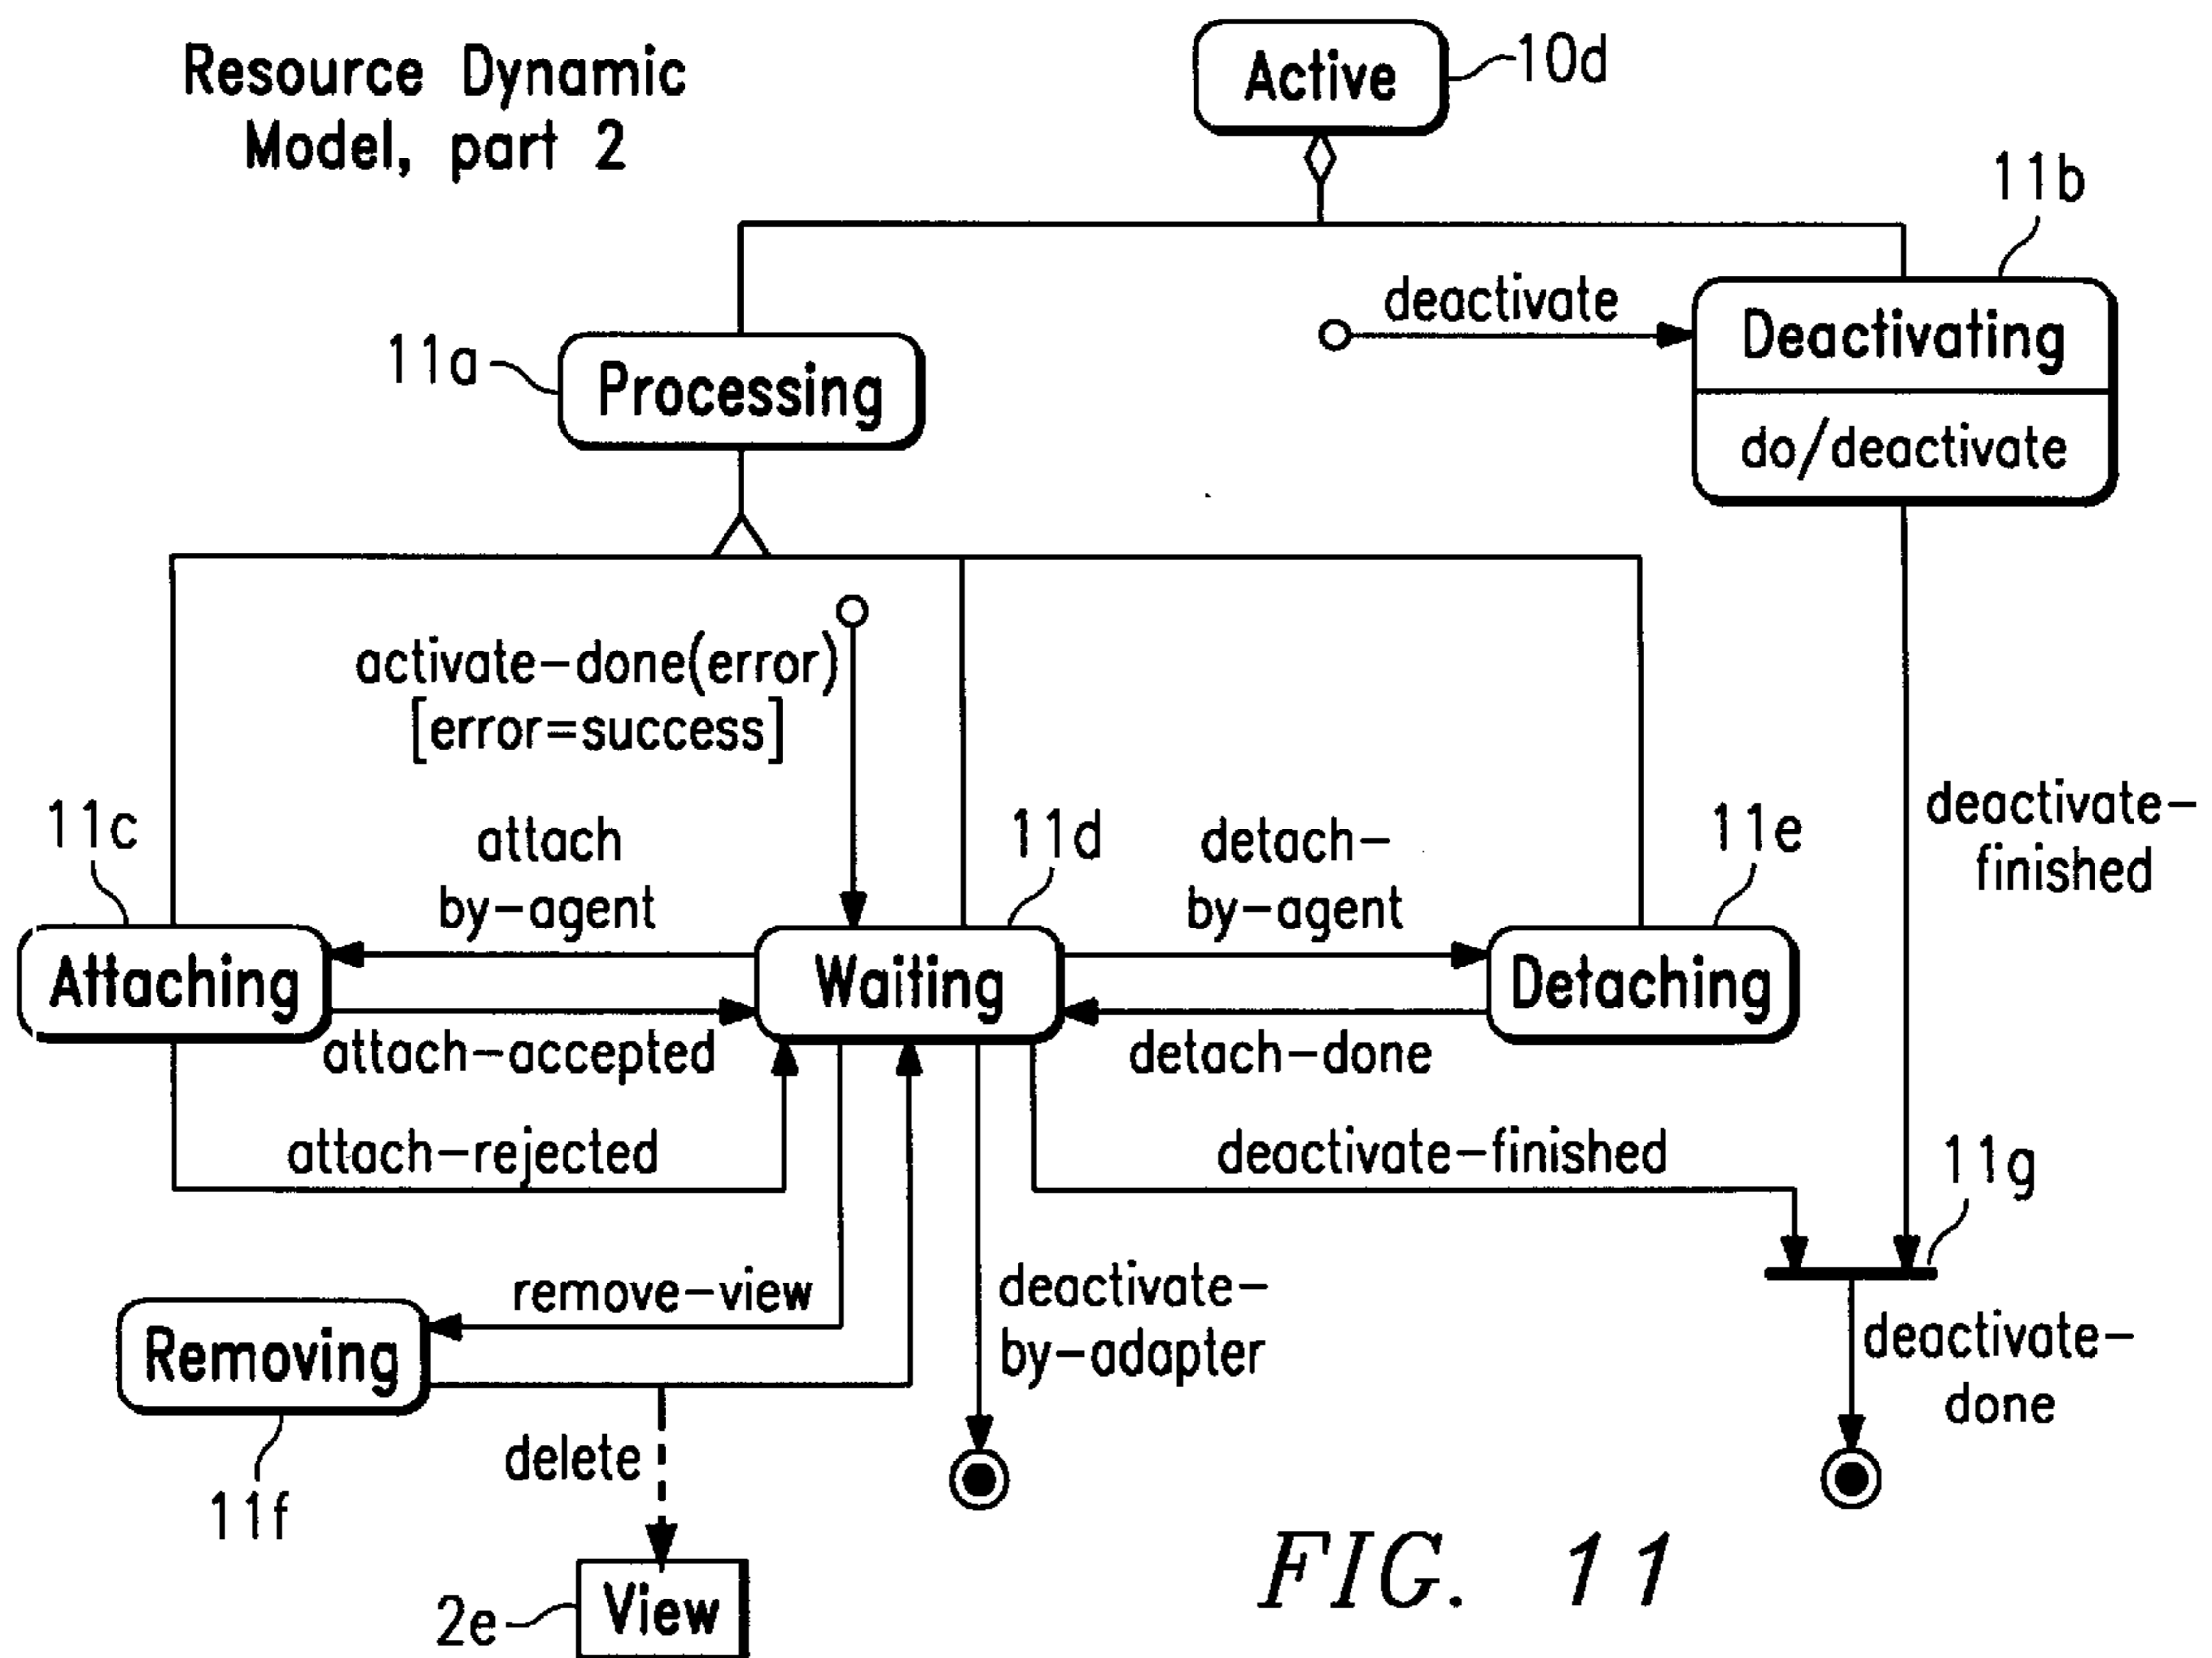 Resource Dynamic
Model, part 2
Active
10d
11b
deactivate
Deactivating
do/deactivate
11a
Processing
activate-done(error)
[error=success]
11c
attach
by-agent
11d
detach-
by-agent
11e
deactivate-
finished
Attaching
Waiting
Detaching
attach-accepted
detach-done
attach-rejected
deactivate-finished
11g
remove-view
deactivate-
by-adapter
Removing
deactivate-
done
delete
11f
2e
View
FIG. 11